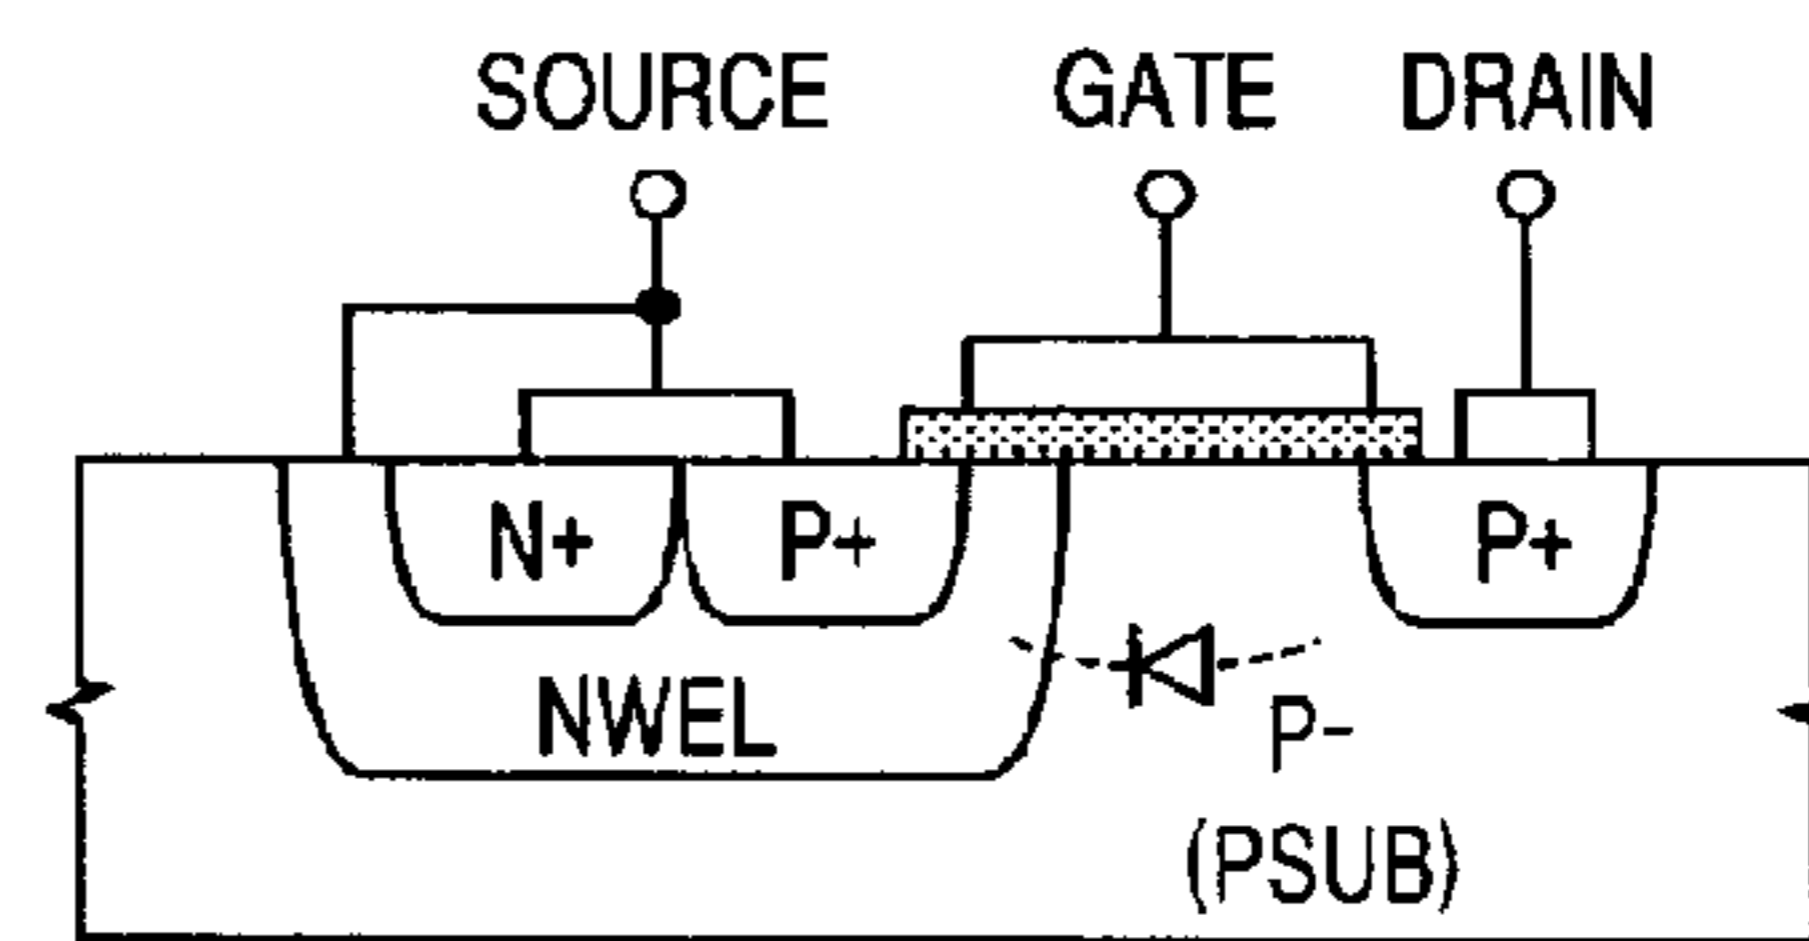 SOURCE GATE DRAIN
N+ P+ P+
NWEL P-
(PSUB)